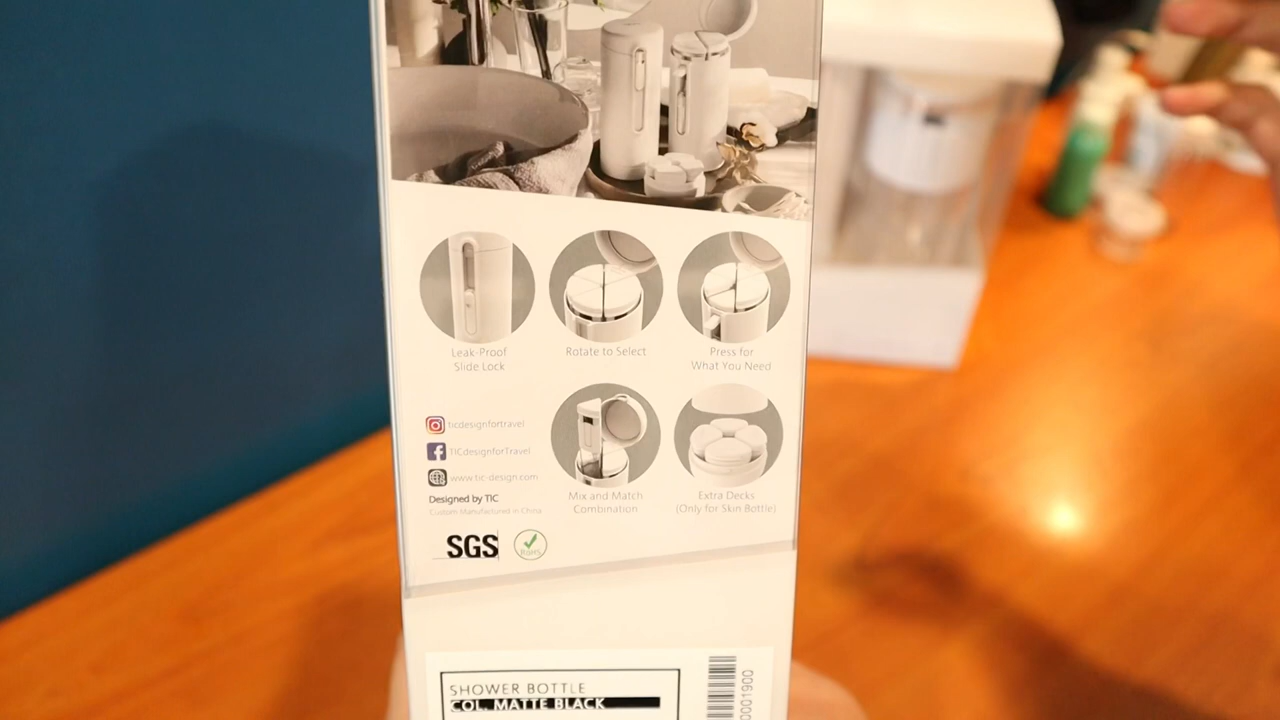 Leak-Proof
Slide Lock
Rotate to Select
Press for
What You Need
ticdesignfortravel
TICdesignforTravel
www.tic-design.com
Designed by TIC
Custom Manufactured in China
Mix and Match
Combination
Extra Decks
(Only for Skin Bottle)
SGS
RoHS
SHOWER BOTTLE
COL. MATTE BLACK
0001900